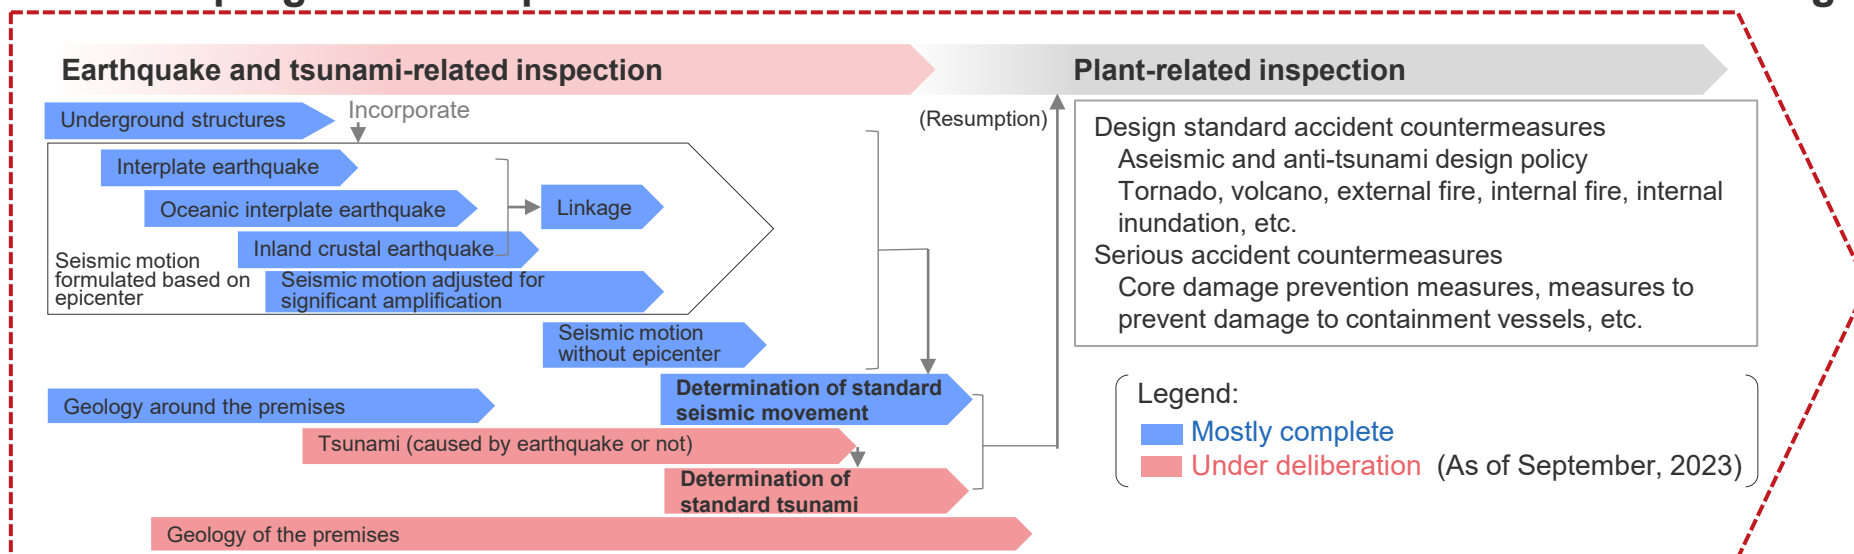 Earthquake and tsunami-related inspection
Plant-related inspection
Underground structures
Incorporate
(Resumption)
Interplate earthquake
Oceanic interplate earthquake
Linkage
Inland crustal earthquake
Seismic motion
formulated based on
epicenter
Seismic motion adjusted for
significant amplification
Seismic motion
without epicenter
Determination of standard
seismic movement
Geology around the premises
Tsunami (caused by earthquake or not)
Determination of
standard tsunami
Geology of the premises
Design standard accident countermeasures
Aseismic and anti-tsunami design policy
Tornado, volcano, external fire, internal fire, internal
inundation, etc.
Serious accident countermeasures
Core damage prevention measures, measures to
prevent damage to containment vessels, etc.
Legend:
Mostly complete
Under deliberation (As of September, 2023)